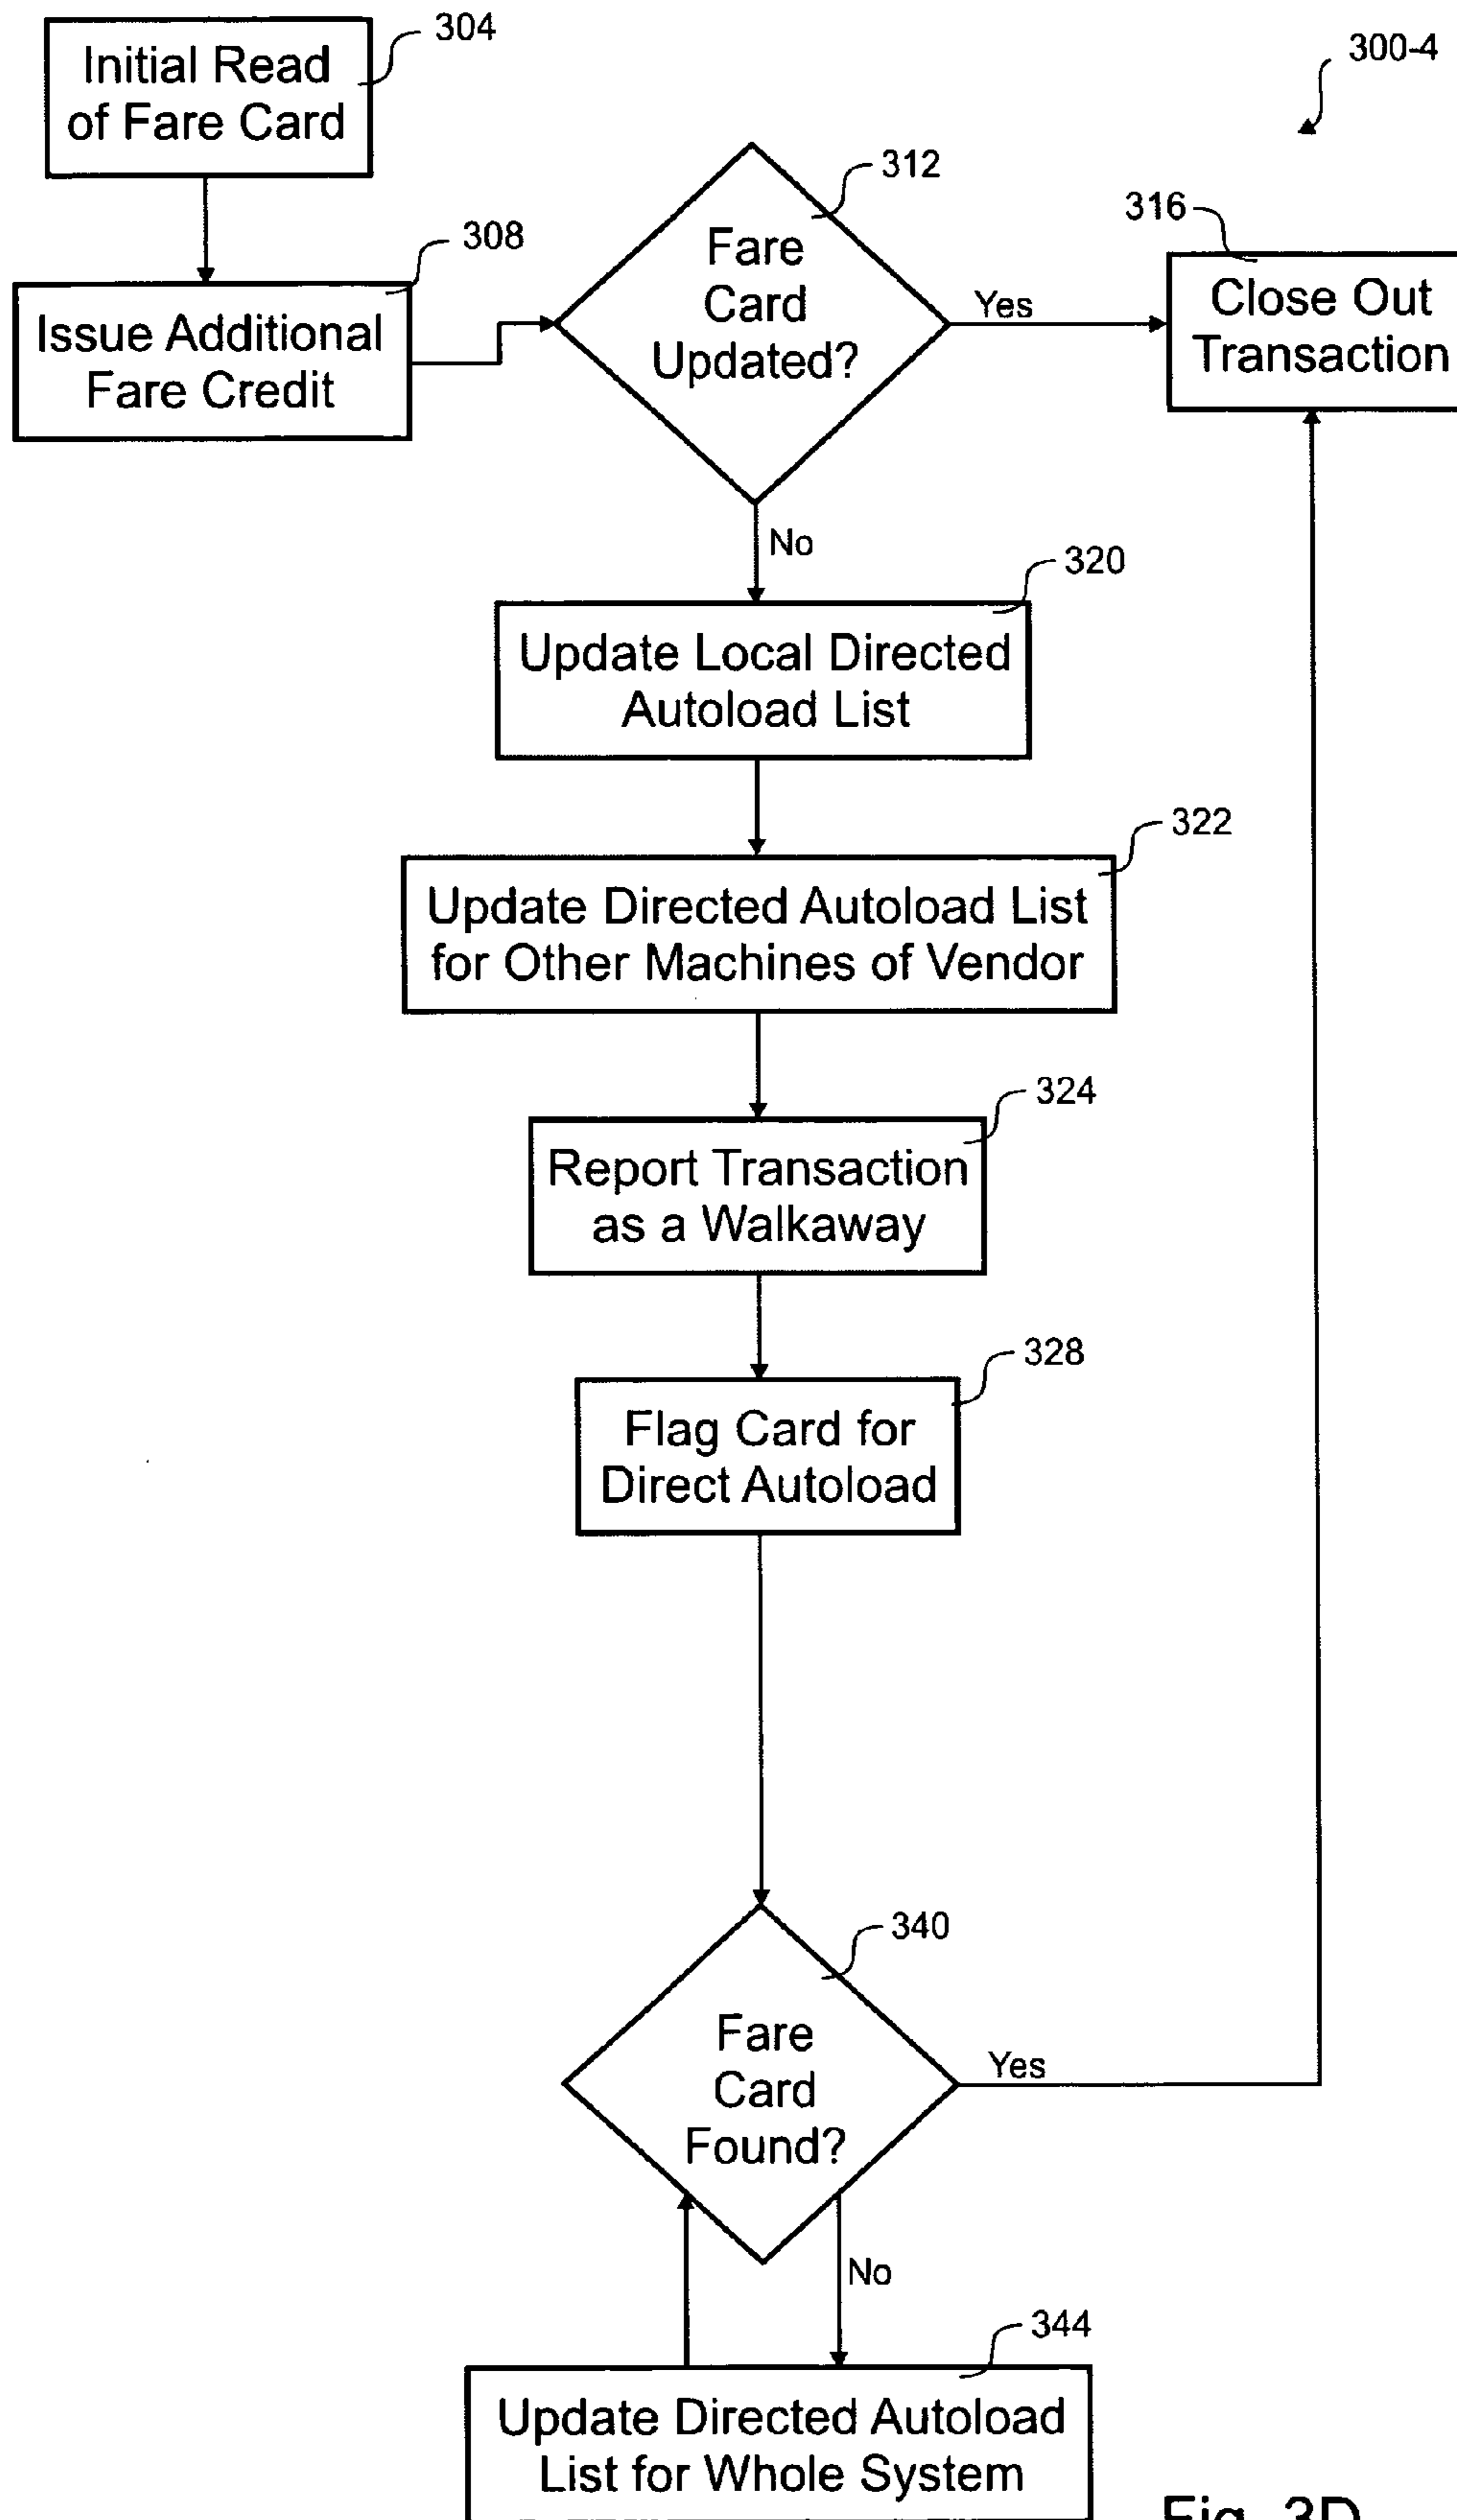 304
Initial Read
of Fare Card
300-4
312
Fare
Card
Updated?
316
Close Out
Transaction
308
Issue Additional
Fare Credit
Yes
No
320
Update Local Directed
Autoload List
322
Update Directed Autoload List
for Other Machines of Vendor
324
Report Transaction
as a Walkaway
328
Flag Card for
Direct Autoload
340
Fare
Card
Found?
Yes
No
344
Update Directed Autoload
List for Whole System
Fig. 3D